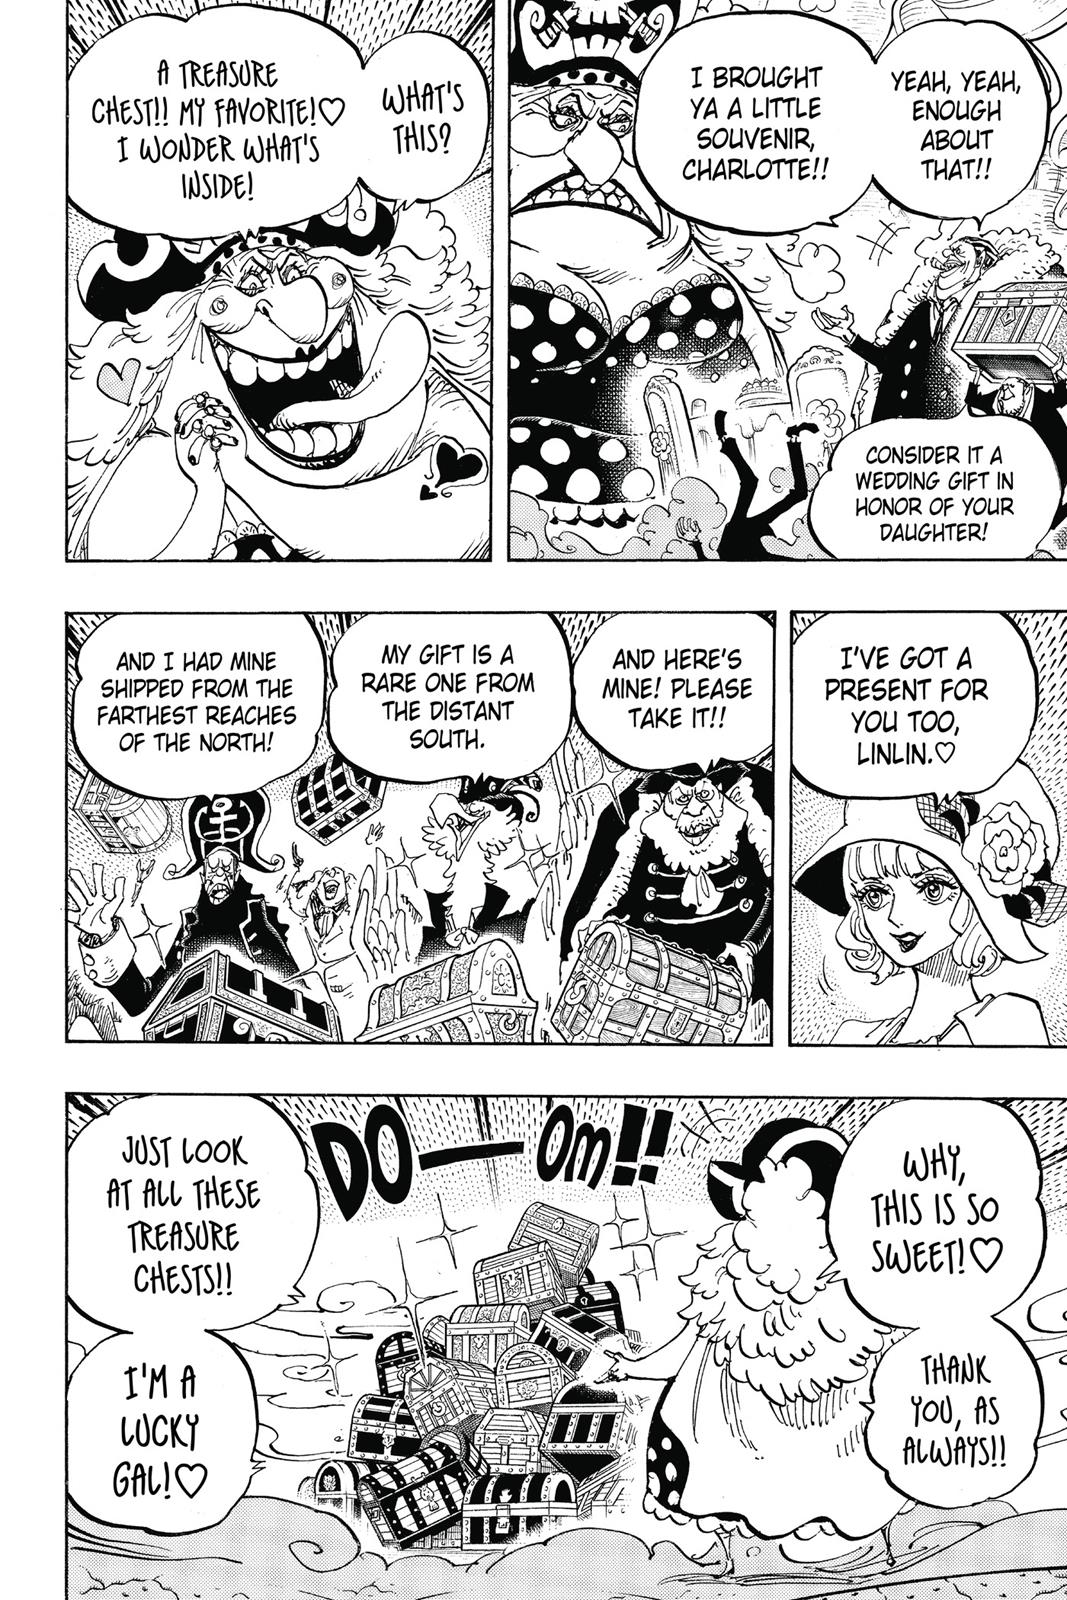 YEAH, YEAH,
ENOUGH
ABOUT
THAT!!
I BROUGHT
YA A LITTLE
SOUVENIR,
CHARLOTTE!!
CONSIDER IT A
WEDDING GIFT IN
HONOR OF YOUR
DAUGHTER!
WHAT'S
THIS?
A TREASURE
CHEST!! MY FAVORITE!♡
I WONDER WHAT'S
INSIDE!
I'VE GOT A
PRESENT FOR
YOU TOO,
LINLIN.♡
AND HERE'S
MINE! PLEASE
TAKE IT!!
MY GIFT IS A
RARE ONE FROM
THE DISTANT
SOUTH.
AND I HAD MINE
SHIPPED FROM THE
FARTHEST REACHES
OF THE NORTH!
WHY,
THIS IS SO
SWEET!♡
THANK
YOU, AS
ALWAYS!!
DO—OM!!
JUST LOOK
AT ALL THESE
TREASURE
CHESTS!!
I'M A
LUCKY
GAL!♡